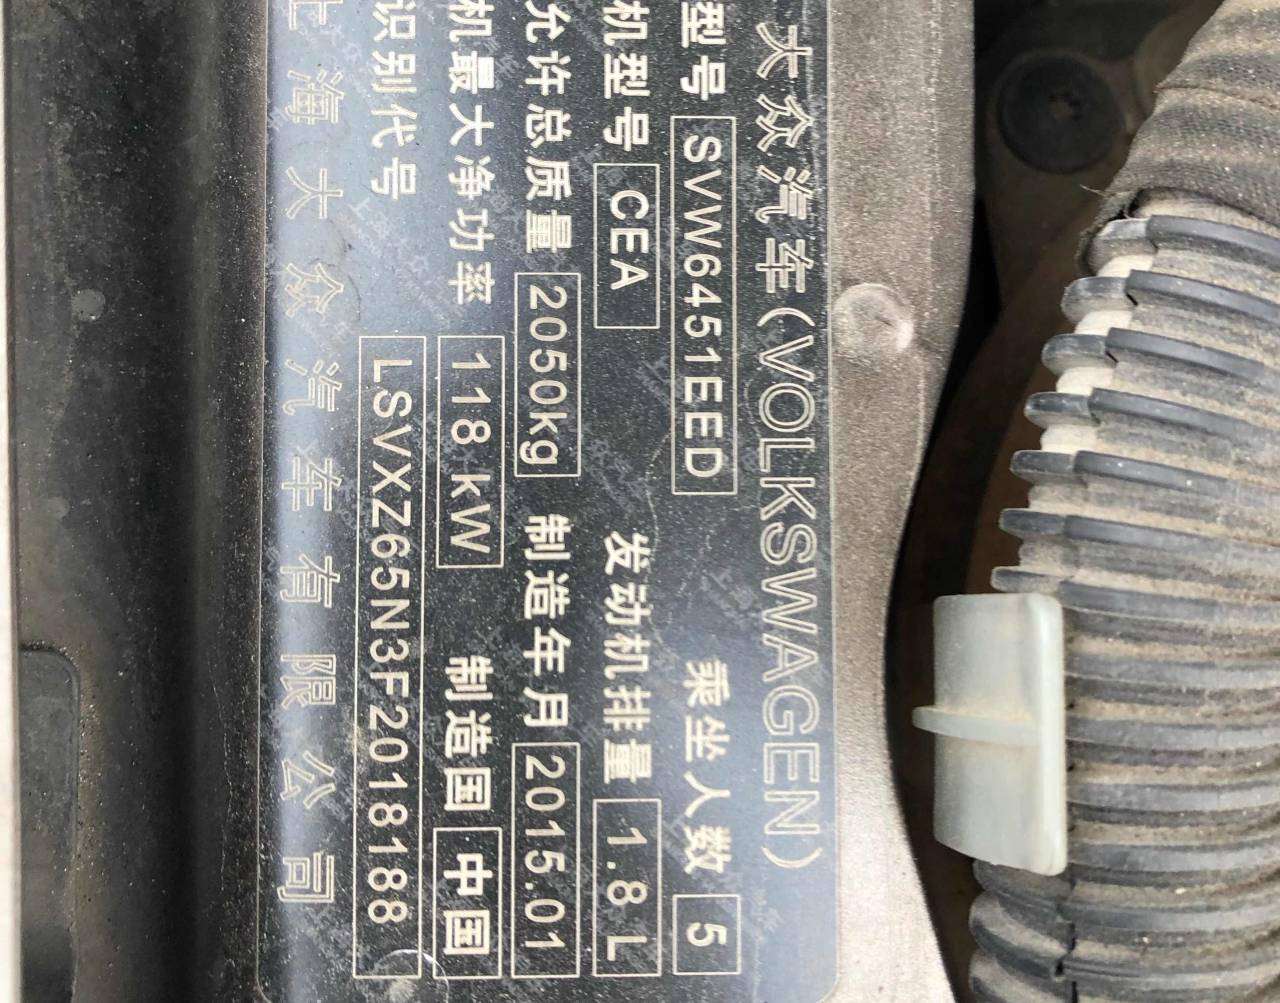 大众汽车(VOLKSWAGEN)
型号 SVW6451EED 乘坐人数 5
机型号 CEA 发动机排量 1.8L
允许总质量 2050kg 制造年月 2015.01
机最大净功率 118kW 制造国 中国
识别代号 LSVXZ65N3F2018188
上海大众汽车有限公司